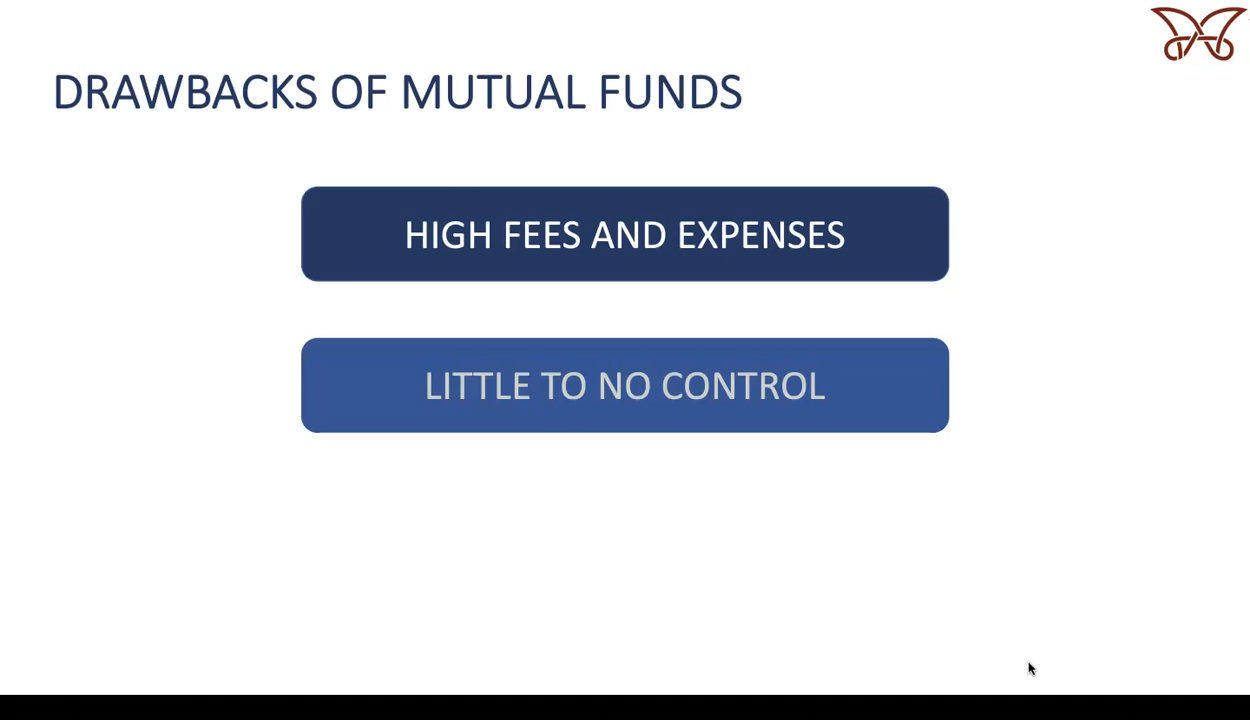 DRAWBACKS OF MUTUAL FUNDS
HIGH FEES AND EXPENSES
LITTLE TO NO CONTROL